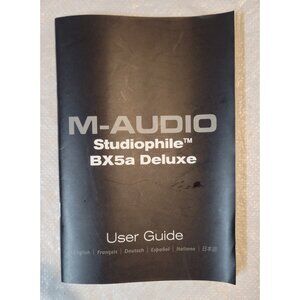 M-AUDIO
Studiophile™
BX5a Deluxe
User Guide
English | Français | Deutsch | Español | Italiano | 日本語